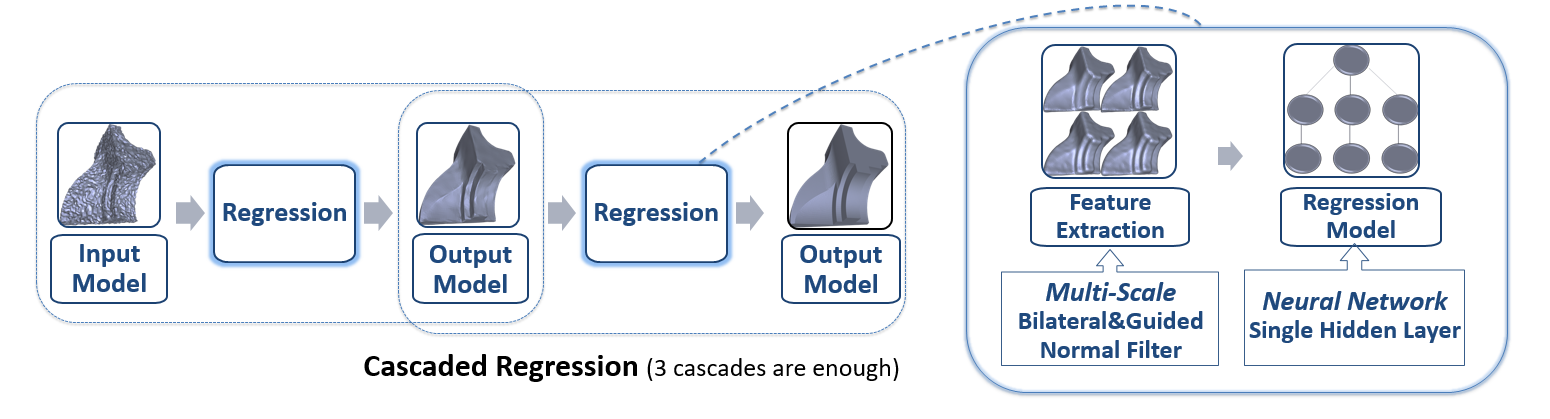 Input
Model
Regression
Output
Model
Regression
Output
Model
Cascaded Regression (3 cascades are enough)
Feature
Extraction
Regression
Model
Multi-Scale
Bilateral&Guided
Normal Filter
Neural Network
Single Hidden Layer